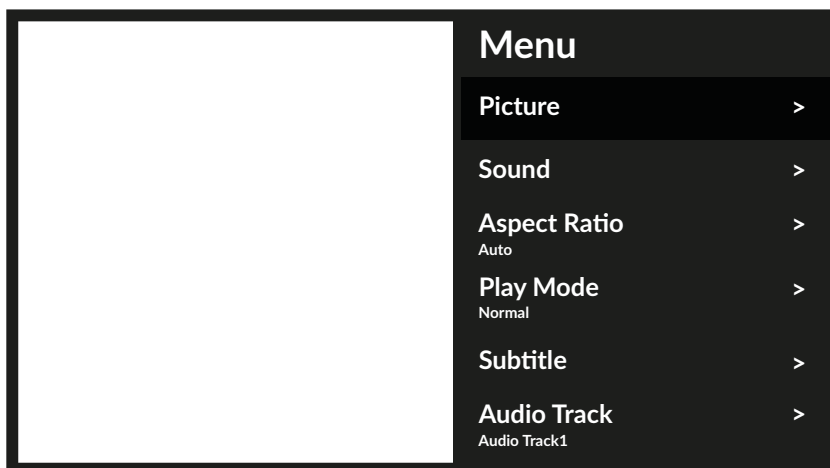 Menu
Picture >
Sound >
Aspect Ratio >
Auto
Play Mode >
Normal
Subtitle >
Audio Track >
Audio Track1